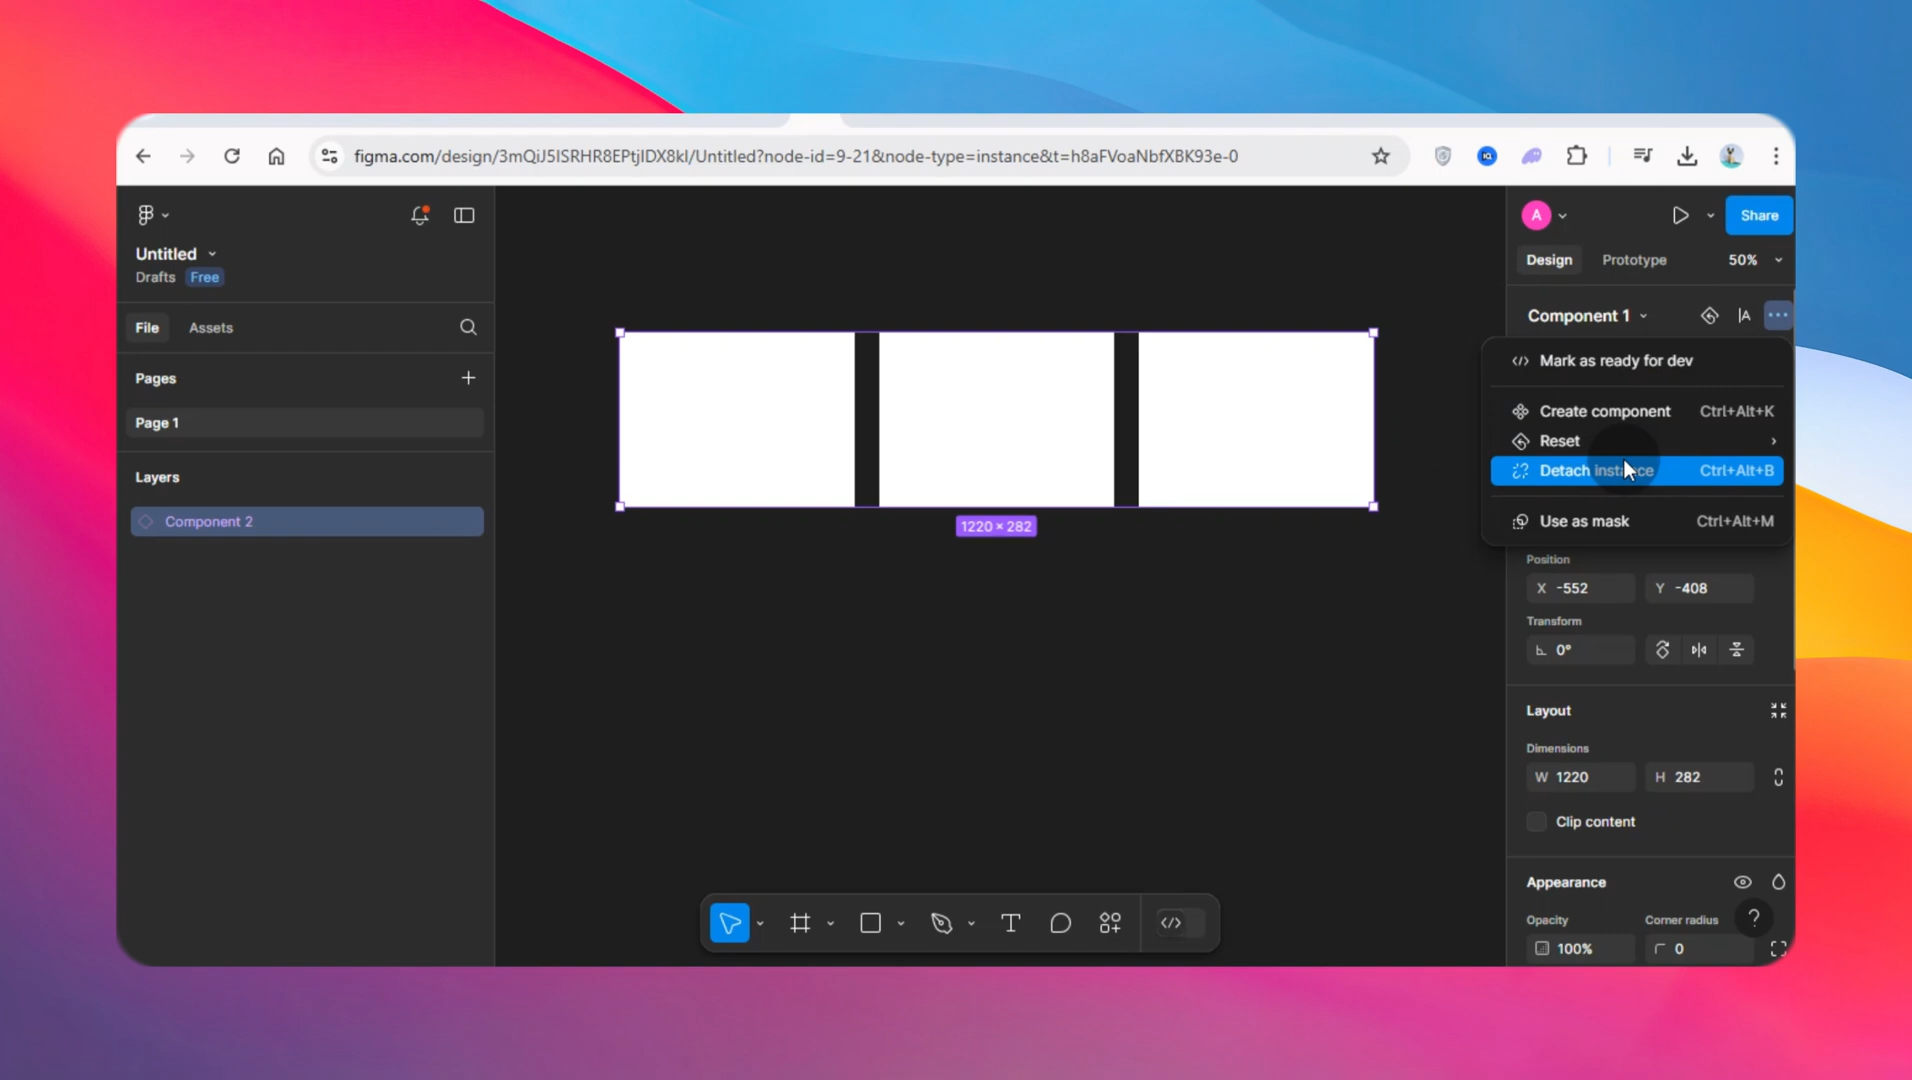 figma.com/design/3mQiJ5ISRHR8EPtjIDX8kI/Untitled?node-id=9-21&node-type=instance&t=h8aFVoaNbfXBK93e-0
Untitled
Drafts Free
File Assets
Pages
Page 1
Layers
Component 2
1220 × 282
A
Share
Design Prototype 50%
Component 1
Mark as ready for dev
Create component Ctrl+Alt+K
Reset
Detach instance Ctrl+Alt+B
Use as mask Ctrl+Alt+M
Position
X -552 Y -408
Transform
0°
Layout
Dimensions
W 1220 H 282
Clip content
Appearance
Opacity Corner radius
100% 0
?